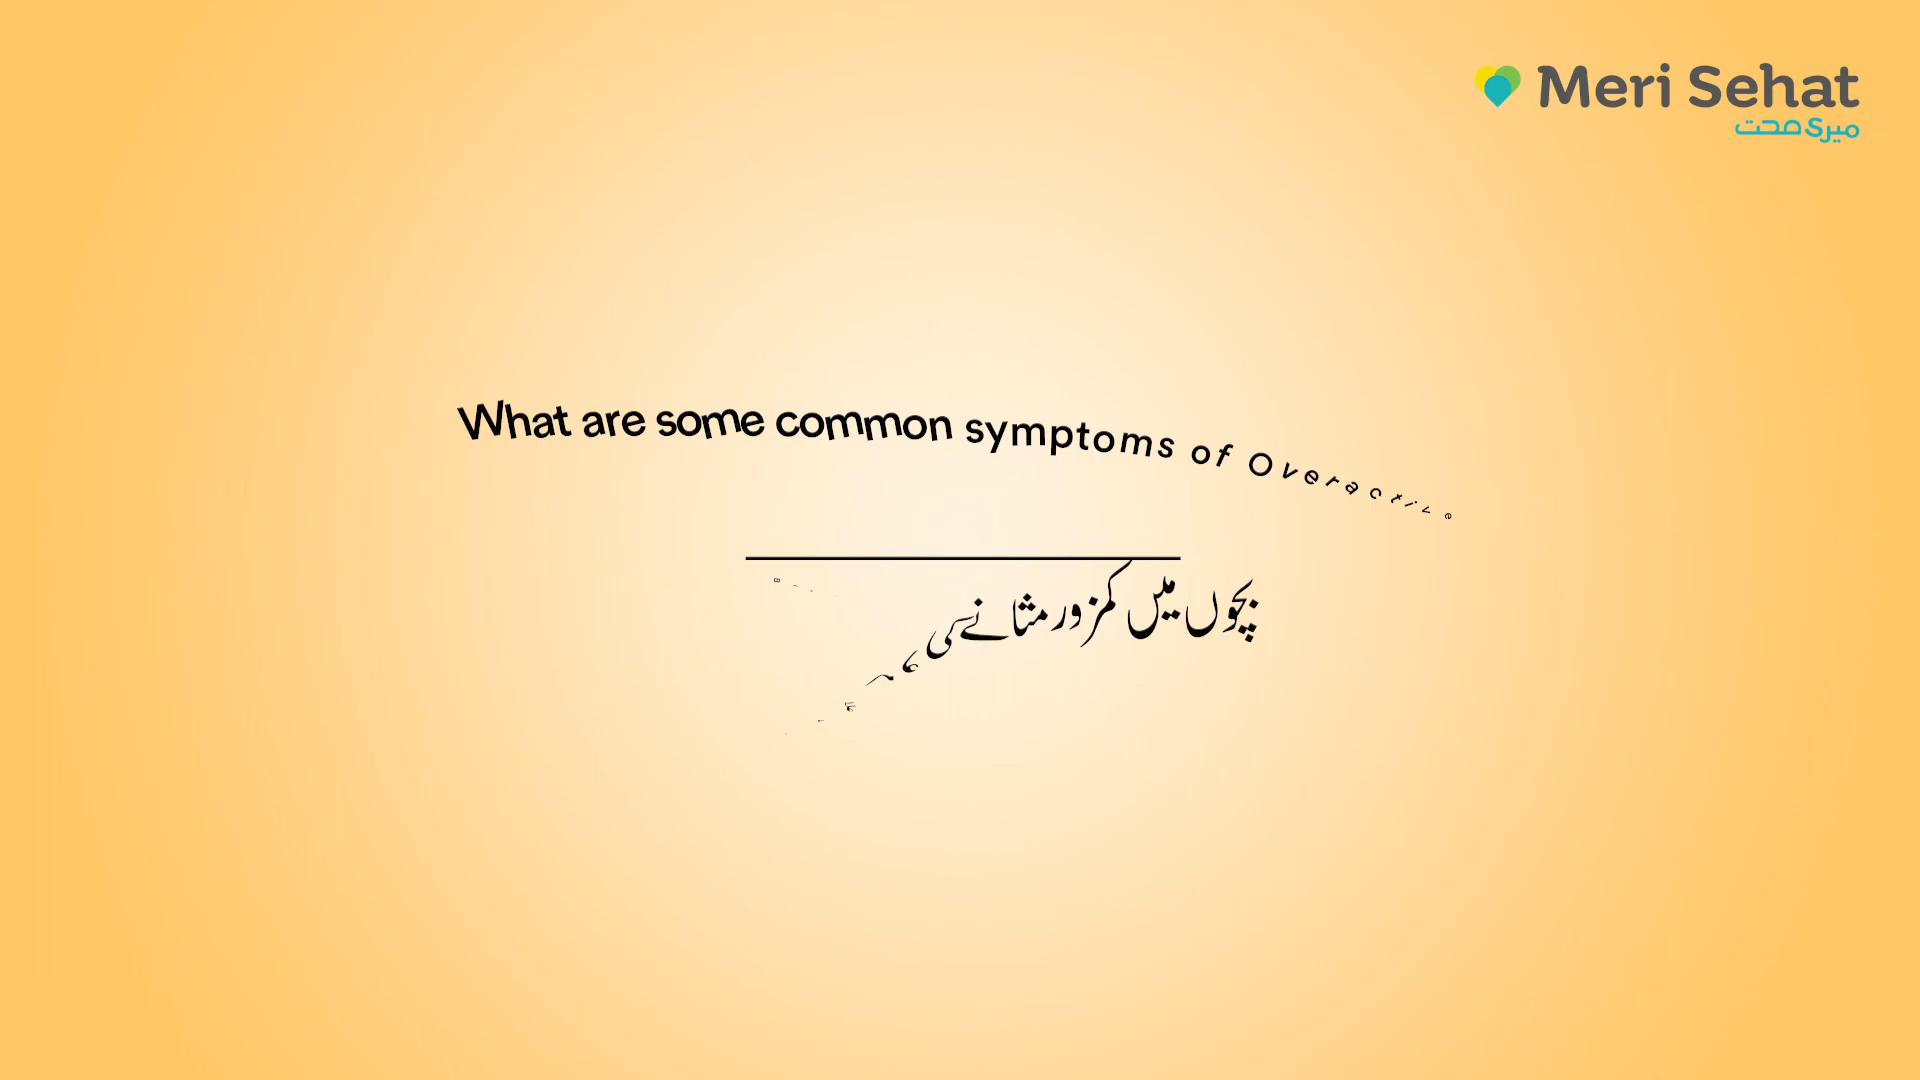 Meri Sehat
میری صحت
What are some common symptoms of Overactive
بچوں میں کمزور مثانے کی